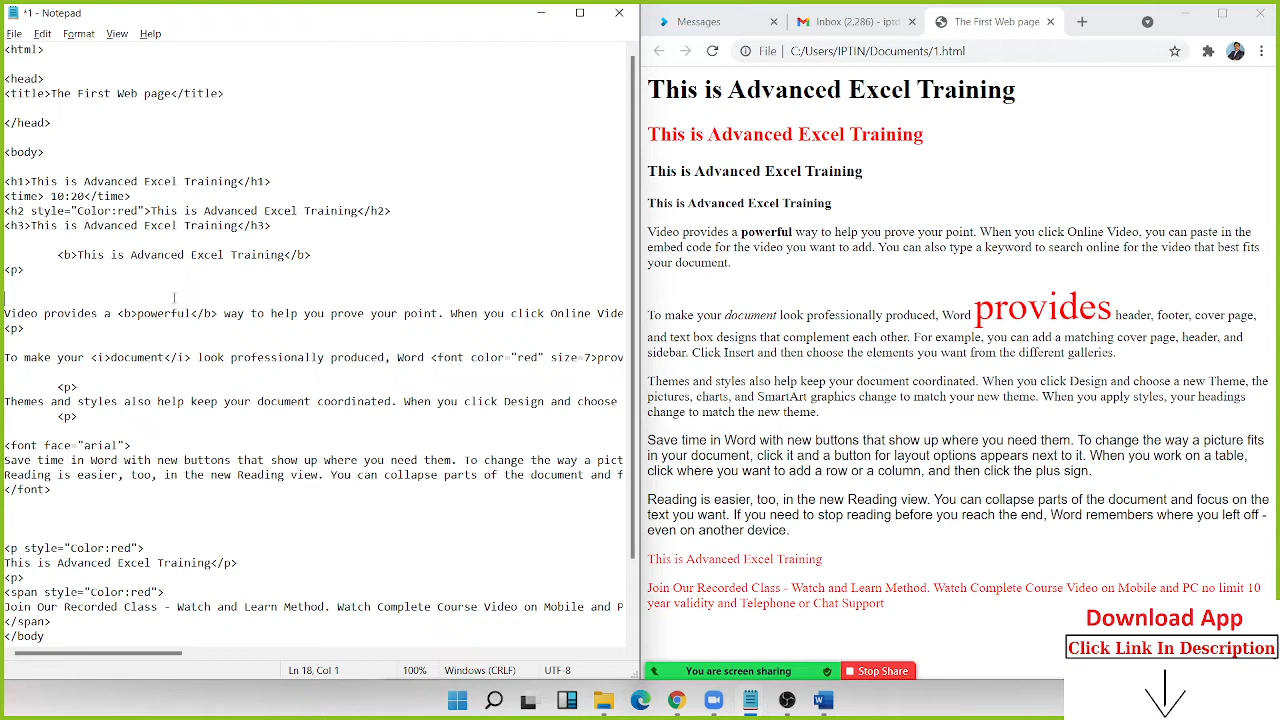 *1 - Notepad
File Edit Format View Help
<html>
<head>
<title>The First Web page</title>
</head>
<body>
<h1>This is Advanced Excel Training</h1>
<time> 10:20</time>
<h2 style="Color:red">This is Advanced Excel Training</h2>
<h3>This is Advanced Excel Training</h3>
<b>This is Advanced Excel Training</b>
<p>
Video provides a <b>powerful</b> way to help you prove your point. When you click Online Vide
<p>
To make your <i>document</i> look professionally produced, Word <font color="red" size=7>prov
<p>
Themes and styles also help keep your document coordinated. When you click Design and choose
<p>
<font face="arial">
Save time in Word with new buttons that show up where you need them. To change the way a pict
Reading is easier, too, in the new Reading view. You can collapse parts of the document and f
</font>
<p style="Color:red">
This is Advanced Excel Training</p>
<p>
<span style="Color:red">
Join Our Recorded Class - Watch and Learn Method. Watch Complete Course Video on Mobile and P
</span>
</body
Ln 18, Col 1 100% Windows (CRLF) UTF-8
Messages Inbox (2,286) - iptd The First Web page
File C:/Users/IPTIN/Documents/1.html
This is Advanced Excel Training
This is Advanced Excel Training
This is Advanced Excel Training
This is Advanced Excel Training
Video provides a powerful way to help you prove your point. When you click Online Video, you can paste in the
embed code for the video you want to add. You can also type a keyword to search online for the video that best fits
your document.
To make your document look professionally produced, Word provides header, footer, cover page,
and text box designs that complement each other. For example, you can add a matching cover page, header, and
sidebar. Click Insert and then choose the elements you want from the different galleries.
Themes and styles also help keep your document coordinated. When you click Design and choose a new Theme, the
pictures, charts, and SmartArt graphics change to match your new theme. When you apply styles, your headings
change to match the new theme.
Save time in Word with new buttons that show up where you need them. To change the way a picture fits
in your document, click it and a button for layout options appears next to it. When you work on a table,
click where you want to add a row or a column, and then click the plus sign.
Reading is easier, too, in the new Reading view. You can collapse parts of the document and focus on the
text you want. If you need to stop reading before you reach the end, Word remembers where you left off -
even on another device.
This is Advanced Excel Training
Join Our Recorded Class - Watch and Learn Method. Watch Complete Course Video on Mobile and PC no limit 10
year validity and Telephone or Chat Support
You are screen sharing Stop Share
Download App
Click Link In Description